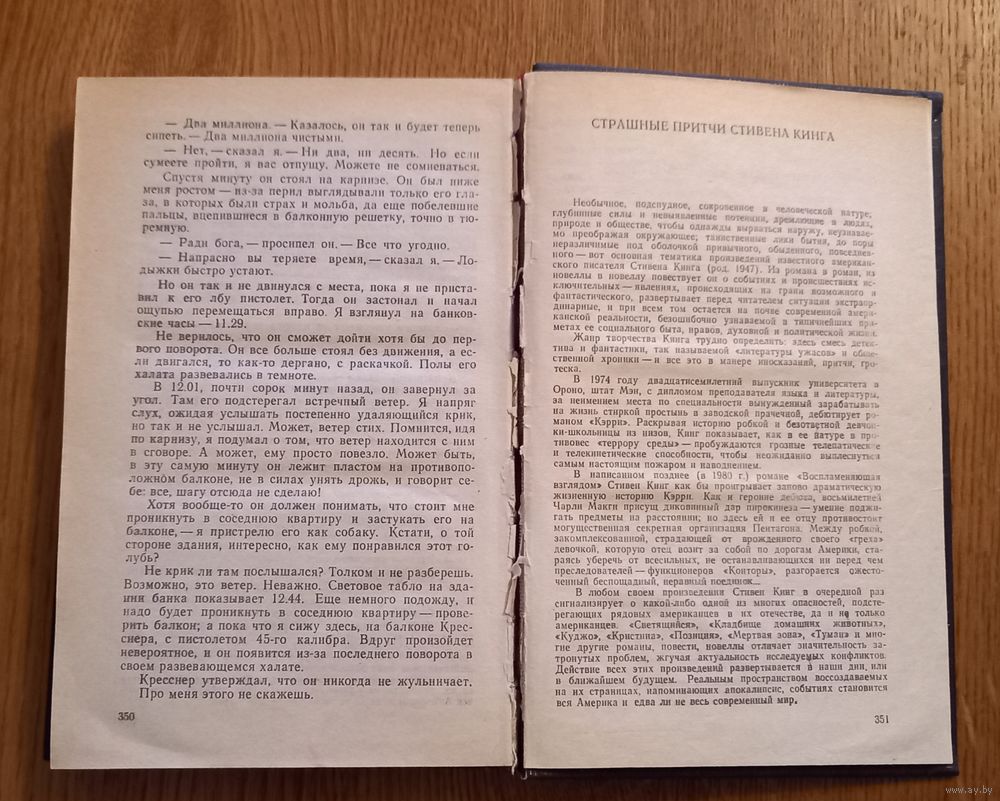 — Два миллиона. — Казалось, он так и будет теперь
сипеть. — Два миллиона чистыми.
— Нет, — сказал я. — Ни два, ни десять. Но если
сумеете пройти, я вас отпущу. Можете не сомневаться.
Спустя минуту он стоял на карнизе. Он был ниже
меня ростом — из-за перил выглядывали только его гла-
за, в которых были страх и мольба, да еще побелевшие
пальцы, вцепившиеся в балконную решетку, точно в тю-
ремную.
— Ради бога, — просипел он. — Все что угодно.
— Напрасно вы теряете время, — сказал я. — Ло-
дыжки быстро устают.
Но он так и не двинулся с места, пока я не приста-
вил к его лбу пистолет. Тогда он застонал и начал
ощупью перемещаться вправо. Я взглянул на банков-
ские часы — 11.29.
Не верилось, что он сможет дойти хотя бы до пер-
вого поворота. Он все больше стоял без движения, а ес-
ли двигался, то как-то дергано, с раскачкой. Полы его
халата развевались в темноте.
В 12.01, почти сорок минут назад, он завернул за
угол. Там его подстерегал встречный ветер. Я напряг
слух, ожидая услышать постепенно удаляющийся крик,
но так и не услышал. Может, ветер стих. Помнится, идя
по карнизу, я подумал о том, что ветер находится с ним
в сговоре. А может, ему просто повезло. Может быть,
в эту самую минуту он лежит пластом на противопо-
ложном балконе, не в силах унять дрожь, и говорит се-
бе: все, шагу отсюда не сделаю!
Хотя вообще-то он должен понимать, что стоит мне
проникнуть в соседнюю квартиру и застукать его на
балконе, — я пристрелю его как собаку. Кстати, о той
стороне здания, интересно, как ему понравился этот го-
лубь?
Не крик ли там послышался? Толком и не разберешь.
Возможно, это ветер. Неважно. Световое табло на зда-
нии банка показывает 12.44. Еще немного подожду, и
надо будет проникнуть в соседнюю квартиру — прове-
рить балкон; а пока что я сижу здесь, на балконе Крес-
снера, с пистолетом 45-го калибра. Вдруг произойдет
невероятное, и он появится из-за последнего поворота в
своем развевающемся халате.
Кресснер утверждал, что он никогда не жульничает.
Про меня этого не скажешь.
350
СТРАШНЫЕ ПРИТЧИ СТИВЕНА КИНГА
Необычное, подспудное, сокровенное в человеческой натуре,
глубинные силы и невыявленные потенции, дремлющие в людях,
природе и обществе, чтобы однажды вырваться наружу, неузнавае-
мо преображая окружающее; таинственные лики бытия, до поры
неразличимые под оболочкой привычного, обыденного, повседнев-
ного — вот основная тематика произведений известного американ-
ского писателя Стивена Кинга (род. 1947). Из романа в роман, из
новеллы в новеллу повествует он о событиях и происшествиях ис-
ключительных — явлениях, происходящих на грани возможного и
фантастического, развертывает перед читателем ситуации экстраор-
динарные, и при всем том остается на почве современной амери-
канской реальности, безошибочно узнаваемой в типичнейших при-
метах ее социального быта, нравов, духовной и политической жизни.
Жанр творчества Кинга трудно определить: здесь смесь детек-
тива и фантастики, так называемой «литературы ужасов» и обще-
ственной хроники — и все это в манере иносказаний, притчи, гро-
теска.
В 1974 году двадцатисемилетний выпускник университета в
Ороно, штат Мэн, с дипломом преподавателя языка и литературы,
за неимением места по специальности вынужденный зарабатывать
на жизнь стиркой простынь в заводской прачечной, дебютирует ро-
маном «Кэрри». Раскрывая историю робкой и безответной девчон-
ки-школьницы из низов, Кинг показывает, как в ее натуре в про-
тивовес «террору среды» — пробуждаются грозные телепатические
и телекинетические способности, чтобы неожиданно выплеснуться
самым настоящим пожаром и наводнением.
В написанном позднее (в 1980 г.) романе «Воспламеняющая
взглядом» Стивен Кинг как бы проигрывает заново драматическую
жизненную историю Кэрри. Как и героине дебюта, восьмилетней
Чарли Макги присущ диковинный дар пирокинеза — умение поджи-
гать предметы на расстоянии; но здесь ей и ее отцу противостоит
могущественная секретная организация Пентагона. Между робкой,
закомплексованной, страдающей от врожденного своего «греха»
девочкой, которую отец возит за собой по дорогам Америки, ста-
раясь уберечь от всесильных, не останавливающихся ни перед чем
преследователей — функционеров «Конторы», разгорается ожесто-
ченный беспощадный, неравный поединок...
В любом своем произведении Стивен Кинг в очередной раз
сигнализирует о какой-либо одной из многих опасностей, подсте-
регающих рядовых американцев в их отечестве, да и не только
американцев. «Светящийся», «Кладбище домашних животных»,
«Куджо», «Кристина», «Позиция», «Мертвая зона», «Туман» и мно-
гие другие романы, повести, новеллы отличает значительность за-
тронутых проблем, жгучая актуальность исследуемых конфликтов.
Действие всех этих произведений развертывается в наши дни, или
в ближайшем будущем. Реальным пространством воссоздаваемых
на их страницах, напоминающих апокалипсис, событиях становится
вся Америка и едва ли не весь современный мир.
351
www.ay.by